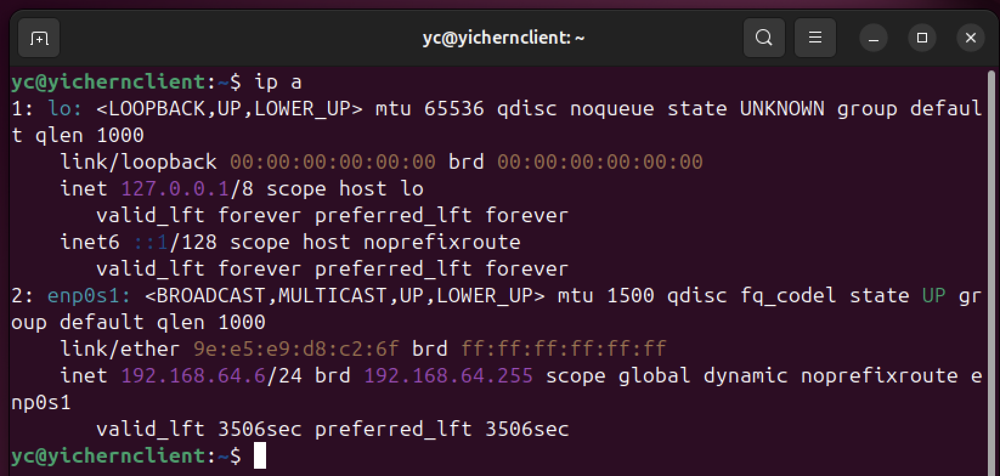 yc@yichernclient: ~
yc@yichernclient:~$ ip a
1: lo: <LOOPBACK,UP,LOWER_UP> mtu 65536 qdisc noqueue state UNKNOWN group defaul
t qlen 1000
    link/loopback 00:00:00:00:00:00 brd 00:00:00:00:00:00
    inet 127.0.0.1/8 scope host lo
       valid_lft forever preferred_lft forever
    inet6 ::1/128 scope host noprefixroute
       valid_lft forever preferred_lft forever
2: enp0s1: <BROADCAST,MULTICAST,UP,LOWER_UP> mtu 1500 qdisc fq_codel state UP gr
oup default qlen 1000
    link/ether 9e:e5:e9:d8:c2:6f brd ff:ff:ff:ff:ff:ff
    inet 192.168.64.6/24 brd 192.168.64.255 scope global dynamic noprefixroute e
np0s1
       valid_lft 3506sec preferred_lft 3506sec
yc@yichernclient:~$